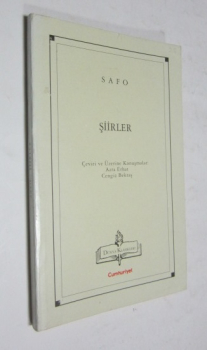 SAFO
ŞİİRLER
Çeviri ve Üzerine Konuşmalar:
Azra Erhat
Cengiz Bektaş
Cumhuriyet